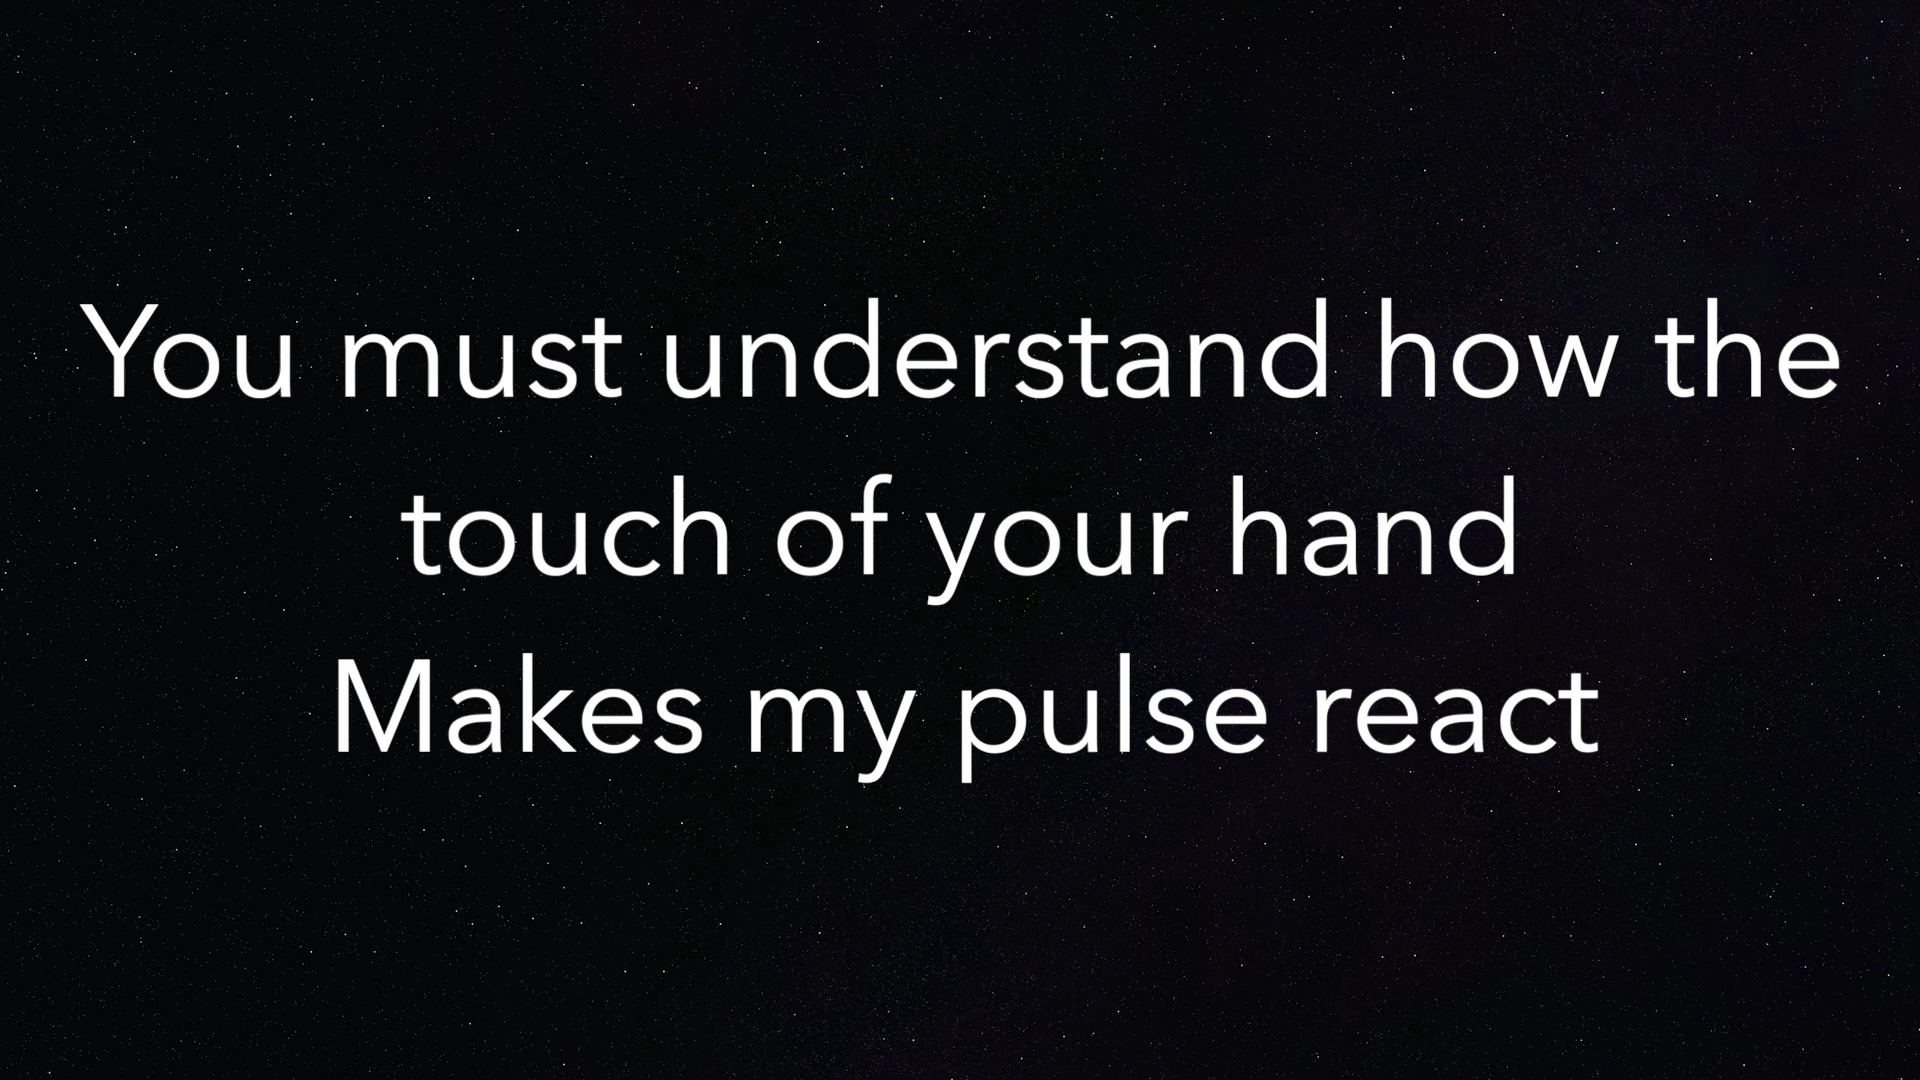 You must understand how the
touch of your hand
Makes my pulse react